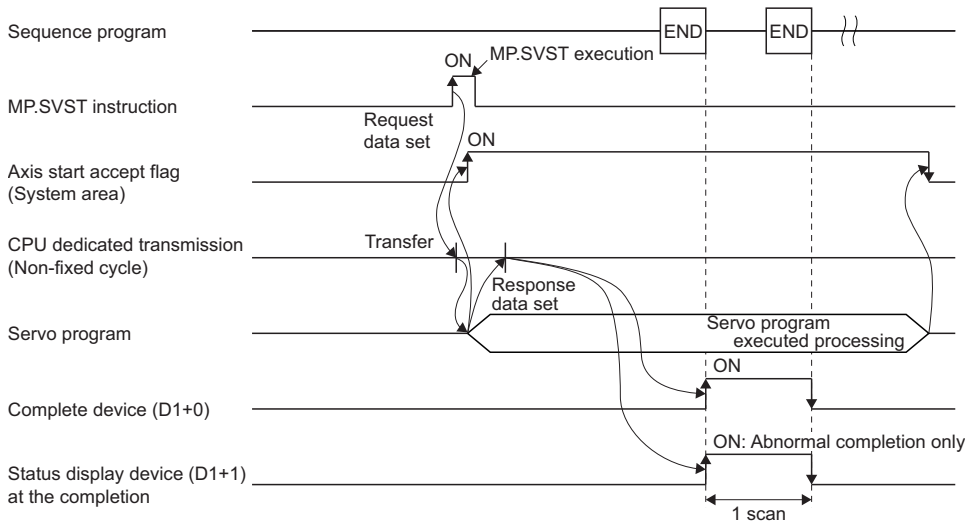 Sequence program
END
END
MP.SVST instruction
ON
MP.SVST execution
Request
data set
Axis start accept flag
(System area)
ON
CPU dedicated transmission
(Non-fixed cycle)
Transfer
Response
data set
Servo program
Servo program
executed processing
Complete device (D1+0)
ON
Status display device (D1+1)
at the completion
ON: Abnormal completion only
1 scan